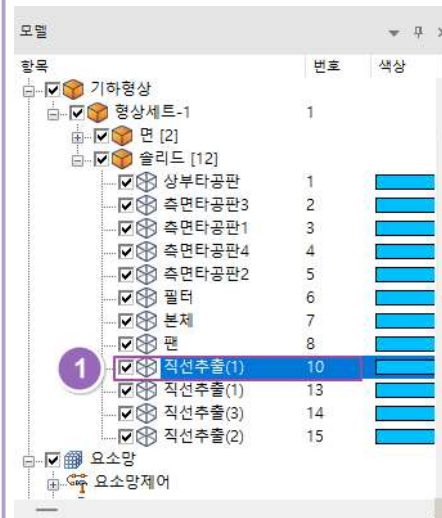 모델
항목 번호 색상
기하형상
형상세트-1 1
면 [2]
솔리드 [12]
상부타공판 1
측면타공판3 2
측면타공판1 3
측면타공판4 4
측면타공판2 5
필터 6
본체 7
팬 8
1 직선추출(1) 10
직선추출(1) 13
직선추출(3) 14
직선추출(2) 15
요소망
요소망제어